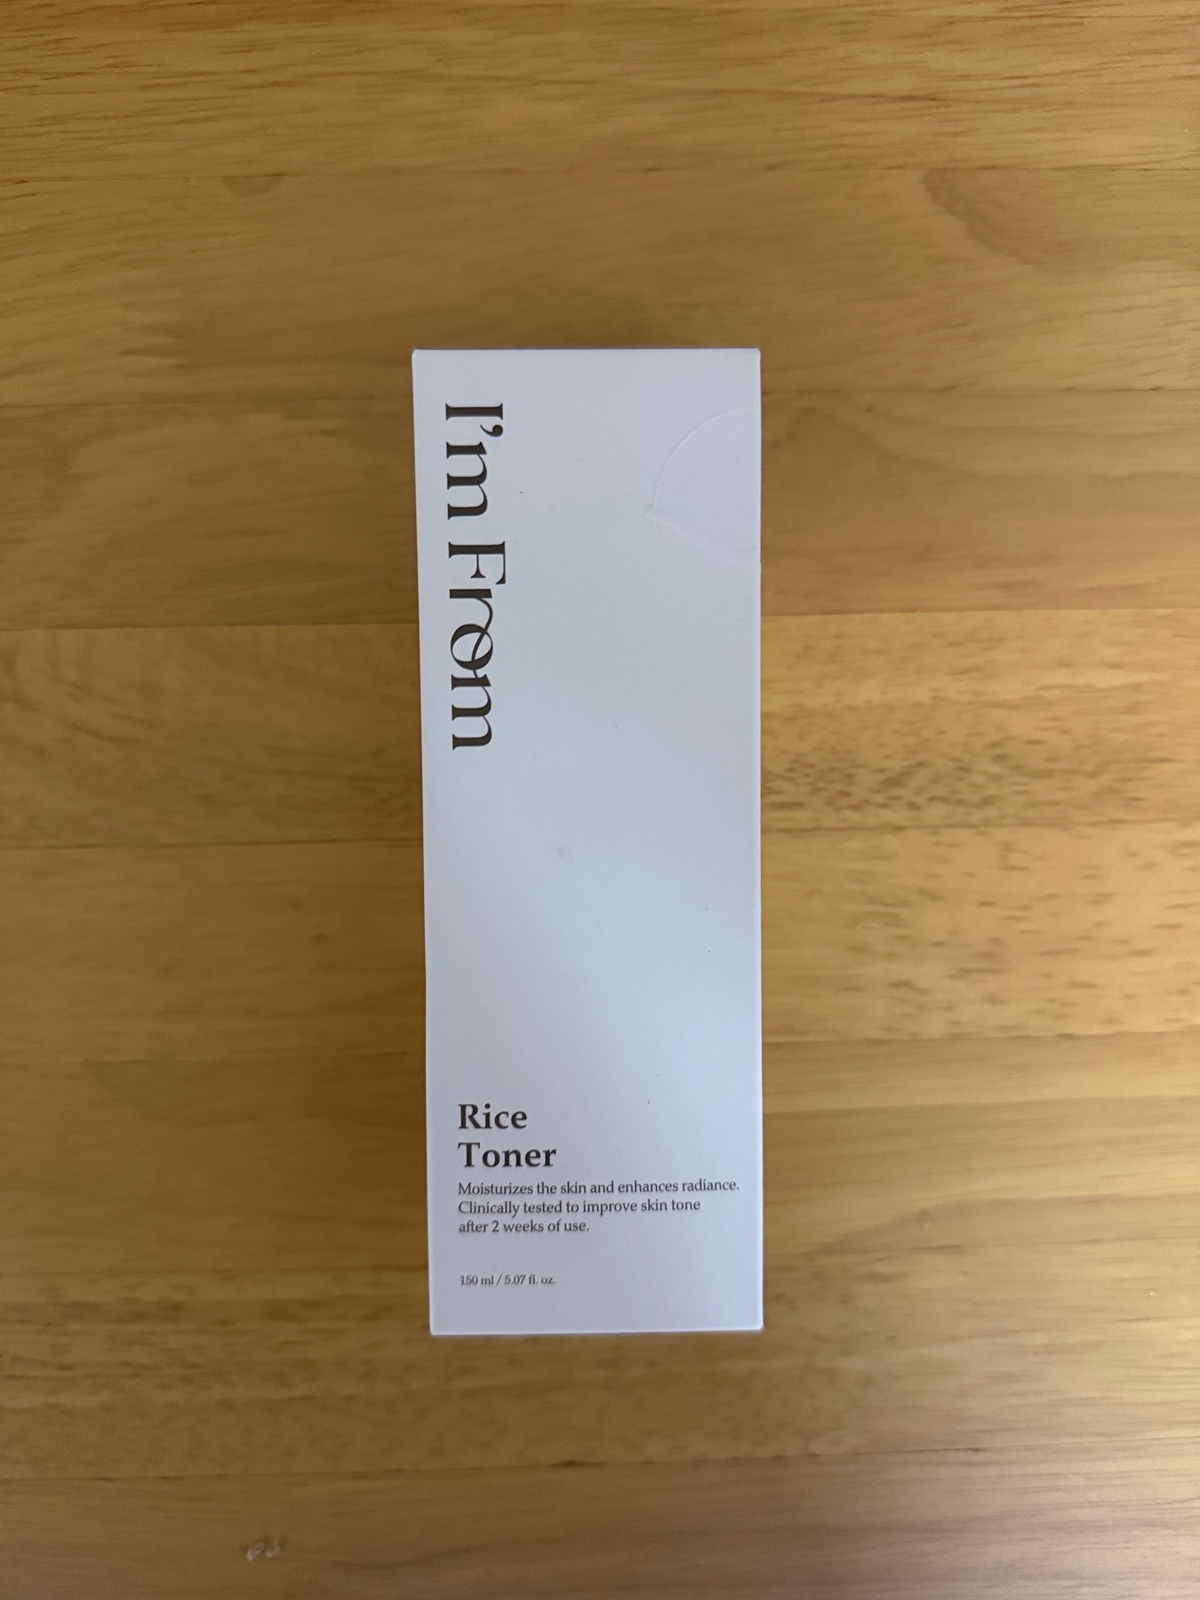 I'm From
Rice
Toner
Moisturizes the skin and enhances radiance.
Clinically tested to improve skin tone
after 2 weeks of use.
150 ml / 5.07 fl. oz.